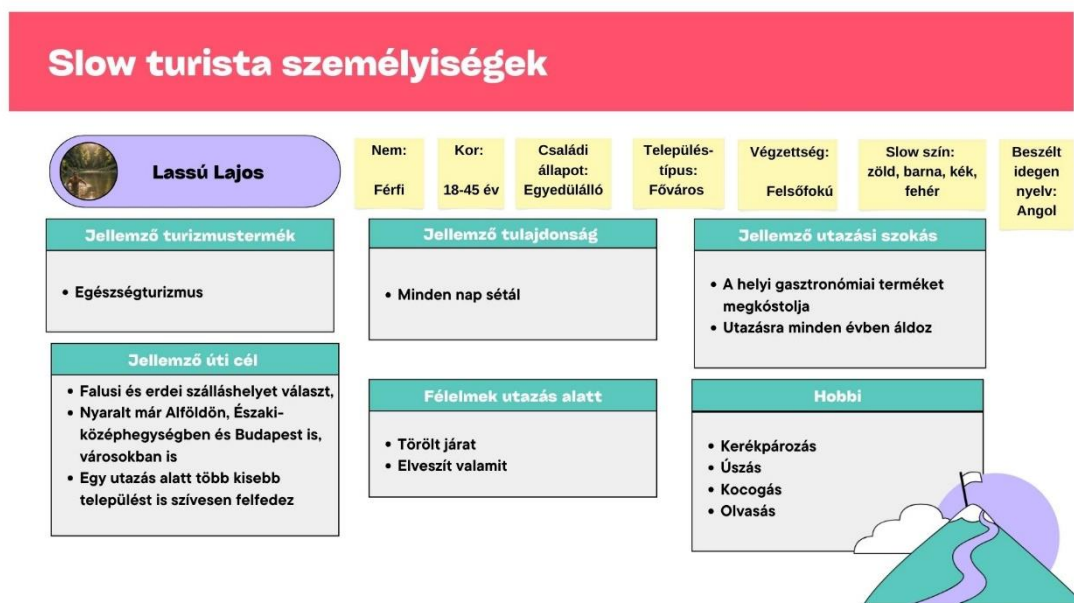 Slow turista személyiségek
Lassú Lajos
Nem:
Férfi
Kor:
18-45 év
Családi
állapot:
Egyedülálló
Település-
típus:
Főváros
Végzettség:
Felsőfokú
Slow szín:
zöld, barna, kék,
fehér
Beszélt
idegen
nyelv:
Angol
Jellemző turizmustermék
• Egészségturizmus
Jellemző tulajdonság
• Minden nap sétál
Jellemző utazási szokás
• A helyi gasztronómiai terméket
megkóstolja
• Utazásra minden évben áldoz
Jellemző úti cél
• Falusi és erdei szálláshelyet választ,
• Nyaralt már Alföldön, Északi-
középhegységben és Budapest is,
városokban is
• Egy utazás alatt több kisebb
települést is szívesen felfedez
Félelmek utazás alatt
• Törölt járat
• Elveszít valamit
Hobbi
• Kerékpározás
• Úszás
• Kocogás
• Olvasás